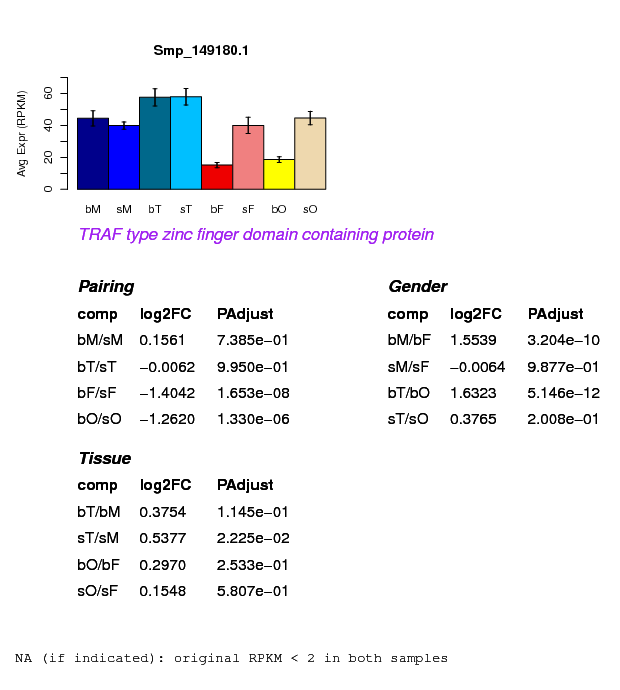 Smp_149180.1
Avg Expr (RPKM)
0 20 40 60
bM sM bT sT bF sF bO sO
TRAF type zinc finger domain containing protein
Pairing
comp log2FC PAdjust
bM/sM 0.1561 7.385e−01
bT/sT −0.0062 9.950e−01
bF/sF −1.4042 1.653e−08
bO/sO −1.2620 1.330e−06
Gender
comp log2FC PAdjust
bM/bF 1.5539 3.204e−10
sM/sF −0.0064 9.877e−01
bT/bO 1.6323 5.146e−12
sT/sO 0.3765 2.008e−01
Tissue
comp log2FC PAdjust
bT/bM 0.3754 1.145e−01
sT/sM 0.5377 2.225e−02
bO/bF 0.2970 2.533e−01
sO/sF 0.1548 5.807e−01
NA (if indicated): original RPKM < 2 in both samples